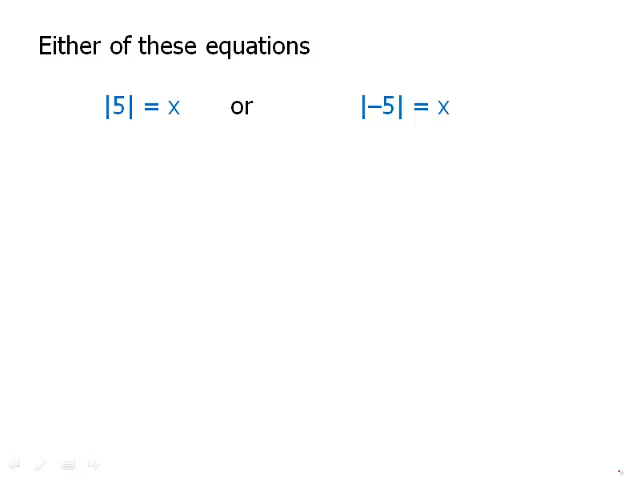 Either of these equations
|5| = x or |–5| = x